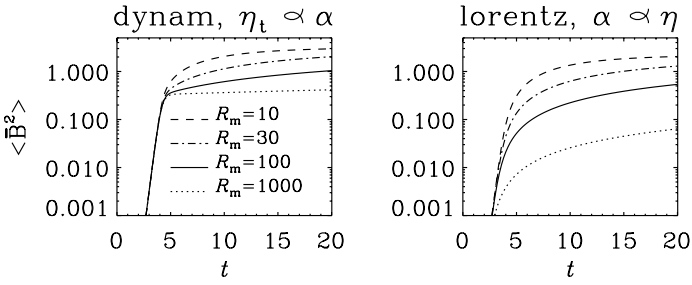 dynam, ηt ∝ α
lorentz, α ∝ η
<B̅²>
1.000
0.100
0.010
0.001
Rm=10
Rm=30
Rm=100
Rm=1000
0 5 10 15 20
t
1.000
0.100
0.010
0.001
0 5 10 15 20
t